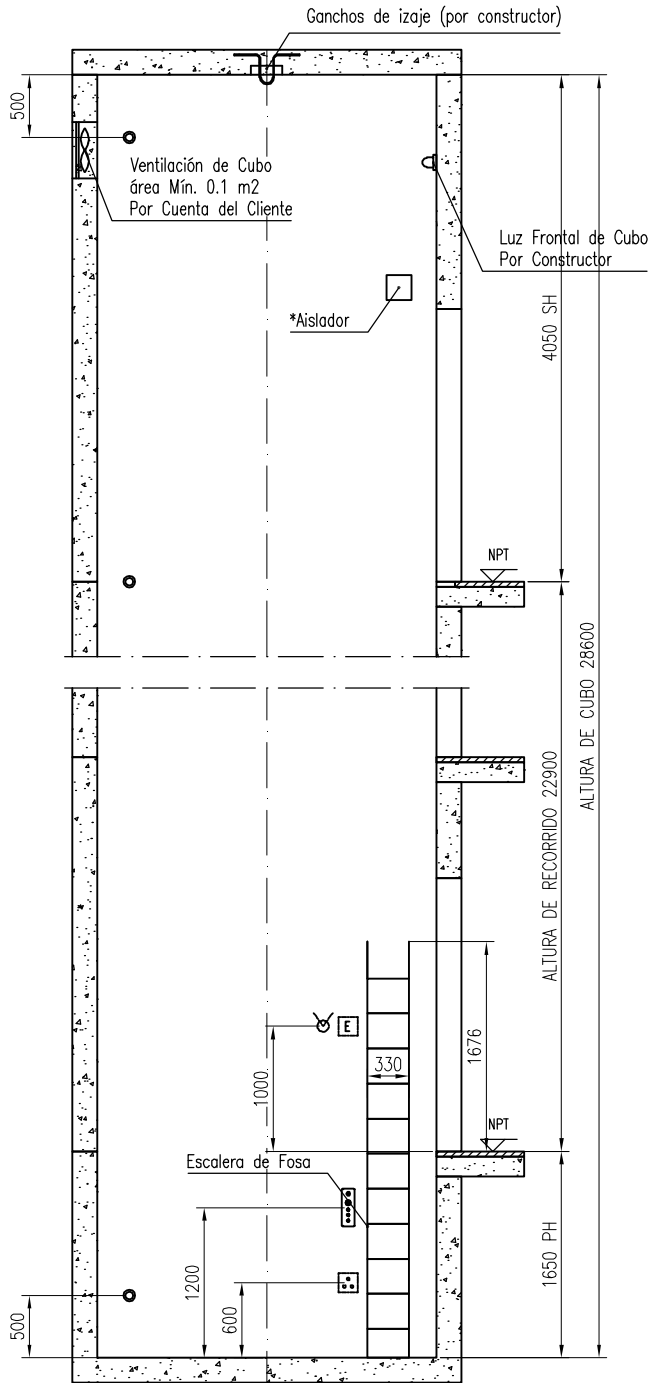 Ganchos de izaje (por constructor)
500
Ventilación de Cubo
área Mín. 0.1 m2
Por Cuenta del Cliente
Luz Frontal de Cubo
Por Constructor
*Aislador
4050 SH
NPT
ALTURA DE CUBO 28600
ALTURA DE RECORRIDO 22900
E
1676
330
1000
NPT
Escalera de Fosa
1650 PH
1200
600
500